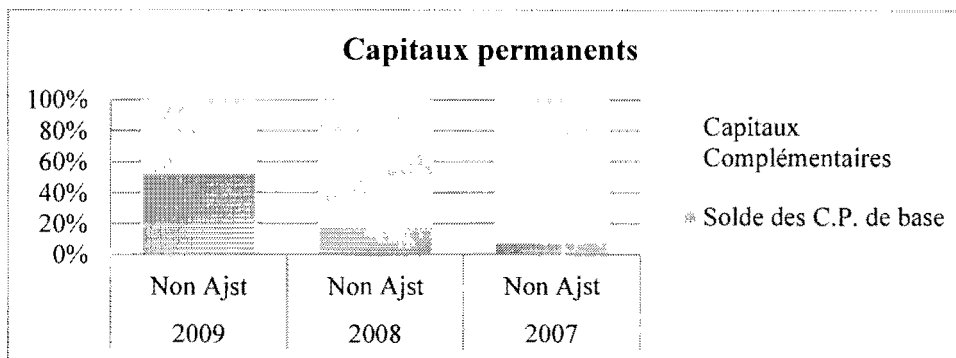 Capitaux permanents
100%
80%
60%
40%
20%
0%
Capitaux
Complémentaires
Solde des C.P. de base
Non Ajst Non Ajst Non Ajst
2009 2008 2007